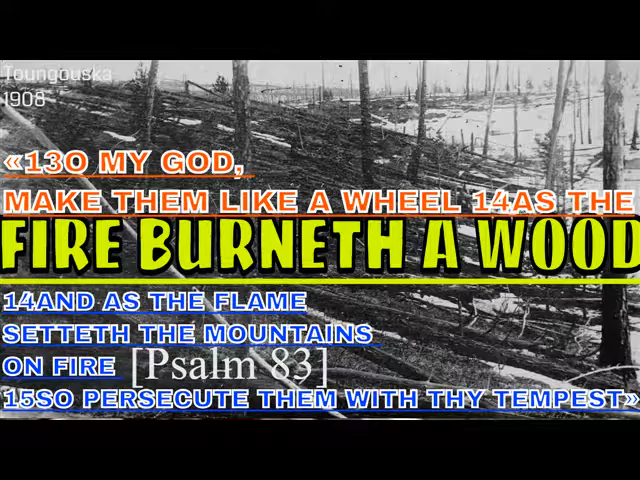 Toungouska
1908
«13O MY GOD,
MAKE THEM LIKE A WHEEL 14AS THE
FIRE BURNETH A WOOD
14AND AS THE FLAME
SETTETH THE MOUNTAINS
ON FIRE [Psalm 83]
15SO PERSECUTE THEM WITH THY TEMPEST»